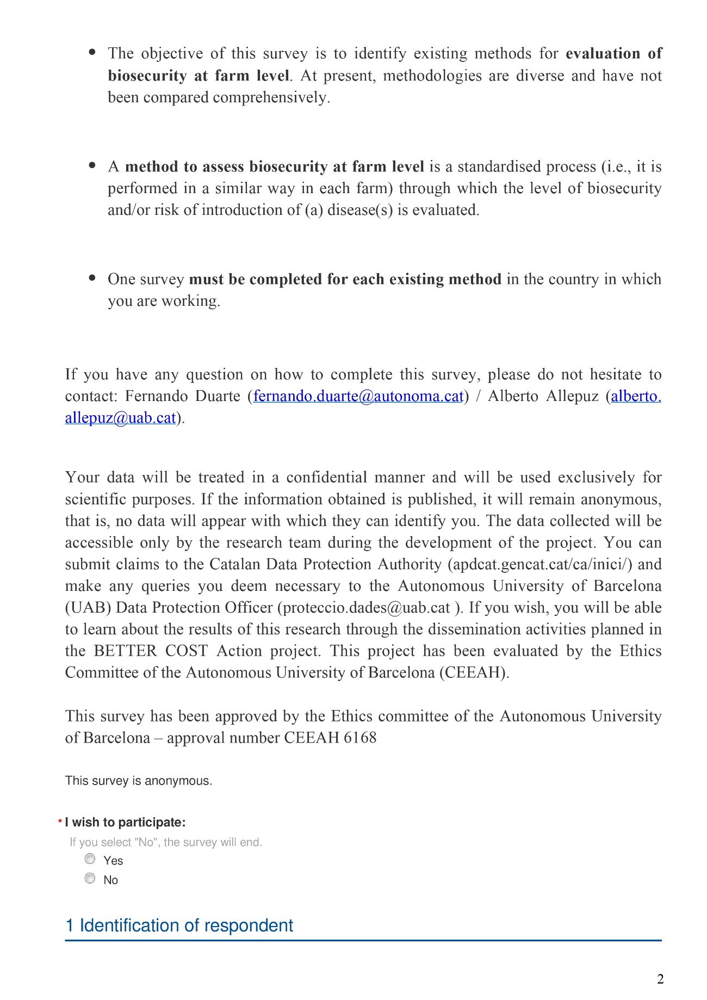 • The objective of this survey is to identify existing methods for evaluation of
biosecurity at farm level. At present, methodologies are diverse and have not
been compared comprehensively.
• A method to assess biosecurity at farm level is a standardised process (i.e., it is
performed in a similar way in each farm) through which the level of biosecurity
and/or risk of introduction of (a) disease(s) is evaluated.
• One survey must be completed for each existing method in the country in which
you are working.
If you have any question on how to complete this survey, please do not hesitate to
contact: Fernando Duarte (fernando.duarte@autonoma.cat) / Alberto Allepuz (alberto.
allepuz@uab.cat).
Your data will be treated in a confidential manner and will be used exclusively for
scientific purposes. If the information obtained is published, it will remain anonymous,
that is, no data will appear with which they can identify you. The data collected will be
accessible only by the research team during the development of the project. You can
submit claims to the Catalan Data Protection Authority (apdcat.gencat.cat/ca/inici/) and
make any queries you deem necessary to the Autonomous University of Barcelona
(UAB) Data Protection Officer (proteccio.dades@uab.cat ). If you wish, you will be able
to learn about the results of this research through the dissemination activities planned in
the BETTER COST Action project. This project has been evaluated by the Ethics
Committee of the Autonomous University of Barcelona (CEEAH).
This survey has been approved by the Ethics committee of the Autonomous University
of Barcelona – approval number CEEAH 6168
This survey is anonymous.
* I wish to participate:
If you select "No", the survey will end.
Yes
No
1 Identification of respondent
2